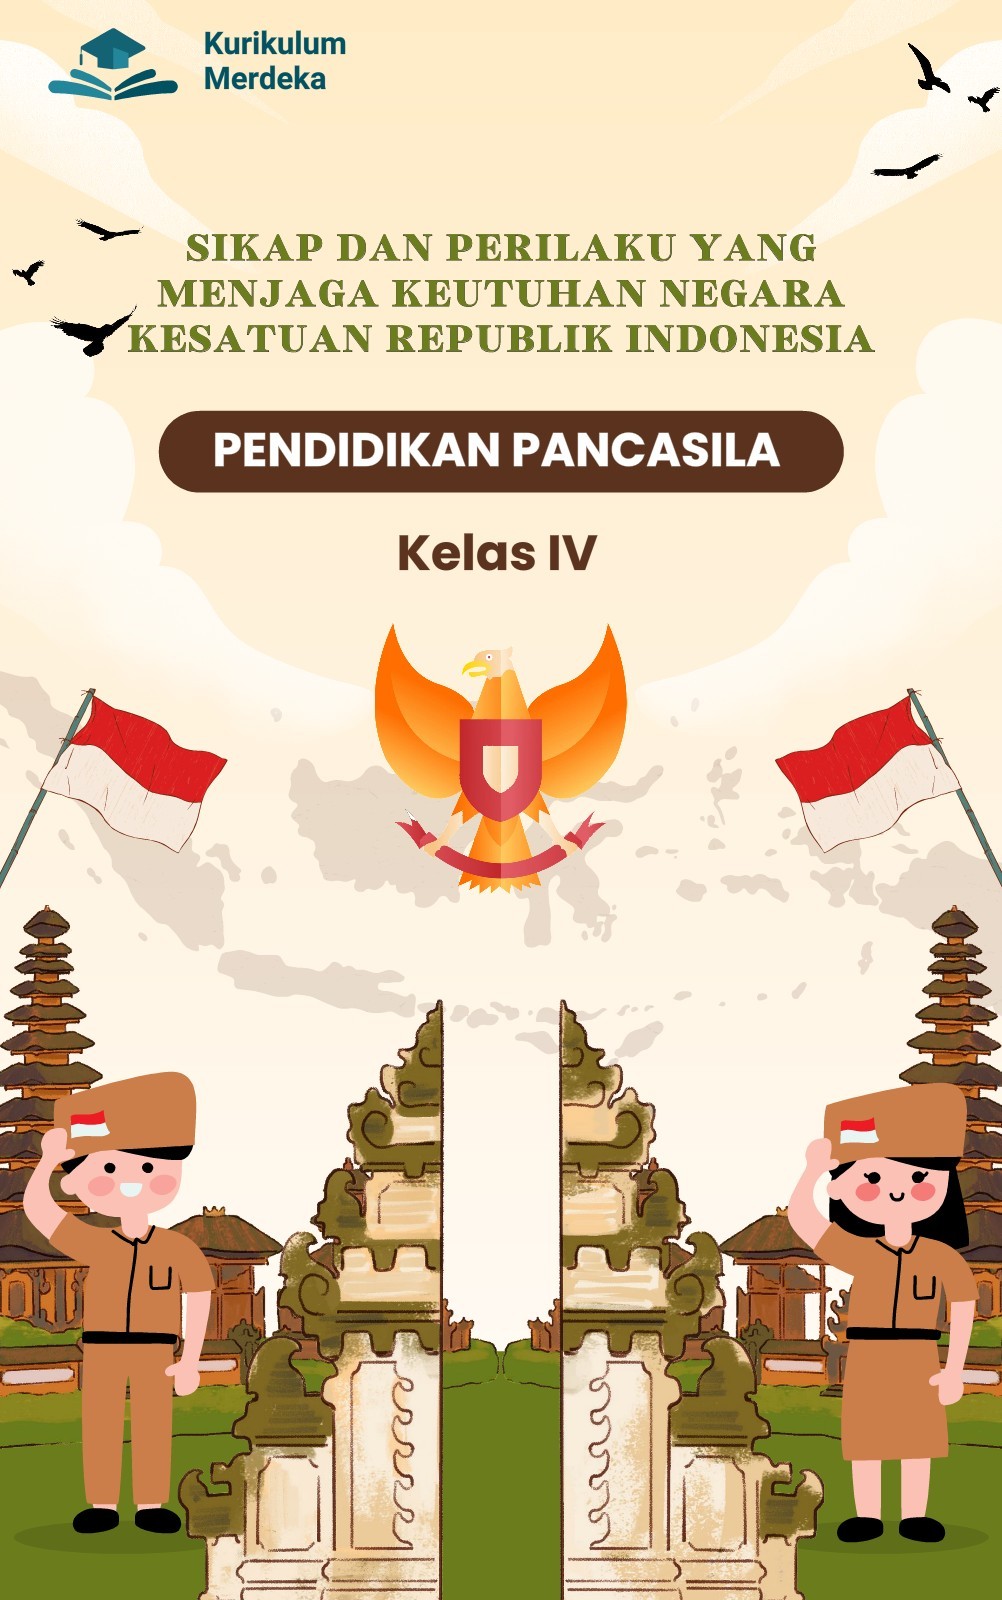 Kurikulum
Merdeka
SIKAP DAN PERILAKU YANG
MENJAGA KEUTUHAN NEGARA
KESATUAN REPUBLIK INDONESIA
PENDIDIKAN PANCASILA
Kelas IV